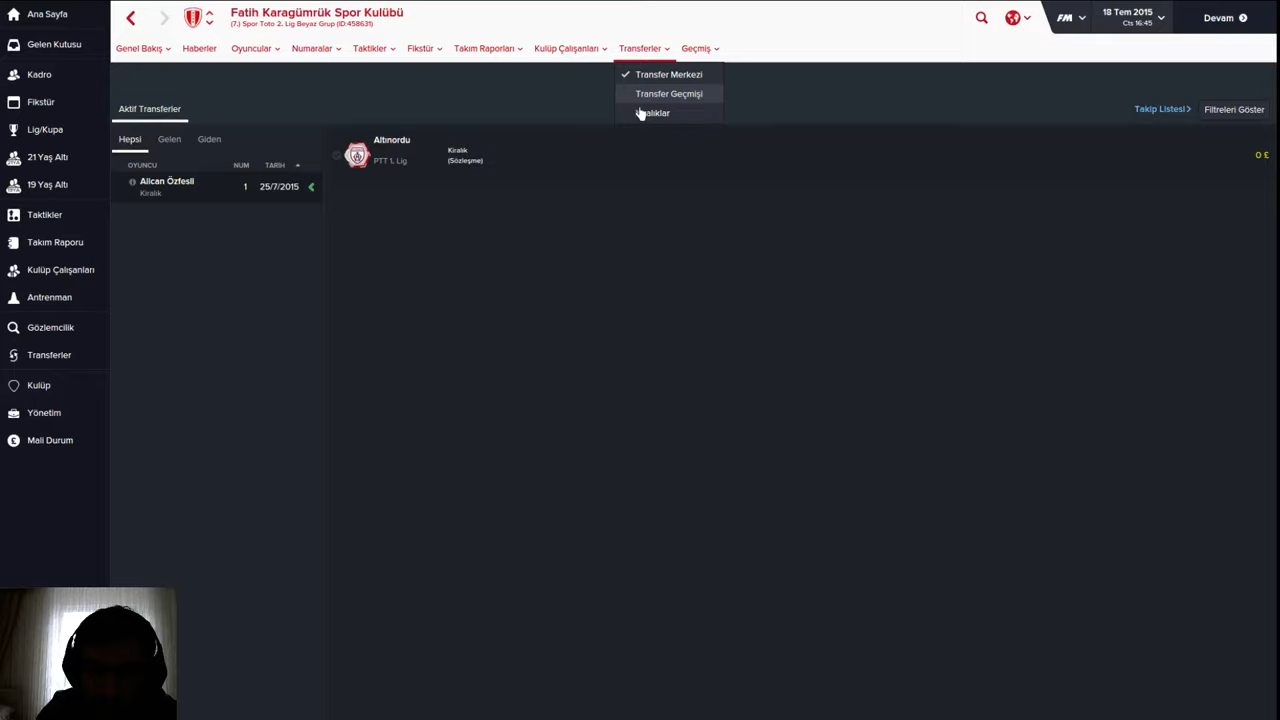 Fatih Karagümrük Spor Kulübü
(7.) Spor Toto 2. Lig Beyaz Grup (ID:458631)
FM
18 Tem 2015
Cts 16:45
Devam
Genel Bakış
Haberler
Oyuncular
Numaralar
Taktikler
Fikstür
Takım Raporları
Kulüp Çalışanları
Transferler
Geçmiş
Transfer Merkezi
Transfer Geçmişi
Ana Sayfa
Gelen Kutusu
Kadro
Fikstür
Lig/Kupa
21 Yaş Altı
19 Yaş Altı
Taktikler
Takım Raporu
Kulüp Çalışanları
Antrenman
Gözlemcilik
Transferler
Kulüp
Yönetim
Mali Durum
Aktif Transferler
Takip Listesi >
Filtreleri Göster
Hepsi
Gelen
Giden
OYUNCU
NUM
TARİH
Alican Özfesli
Kiralık
1
25/7/2015
Altınordu
PTT 1. Lig
Kiralık
(Sözleşme)
0 £